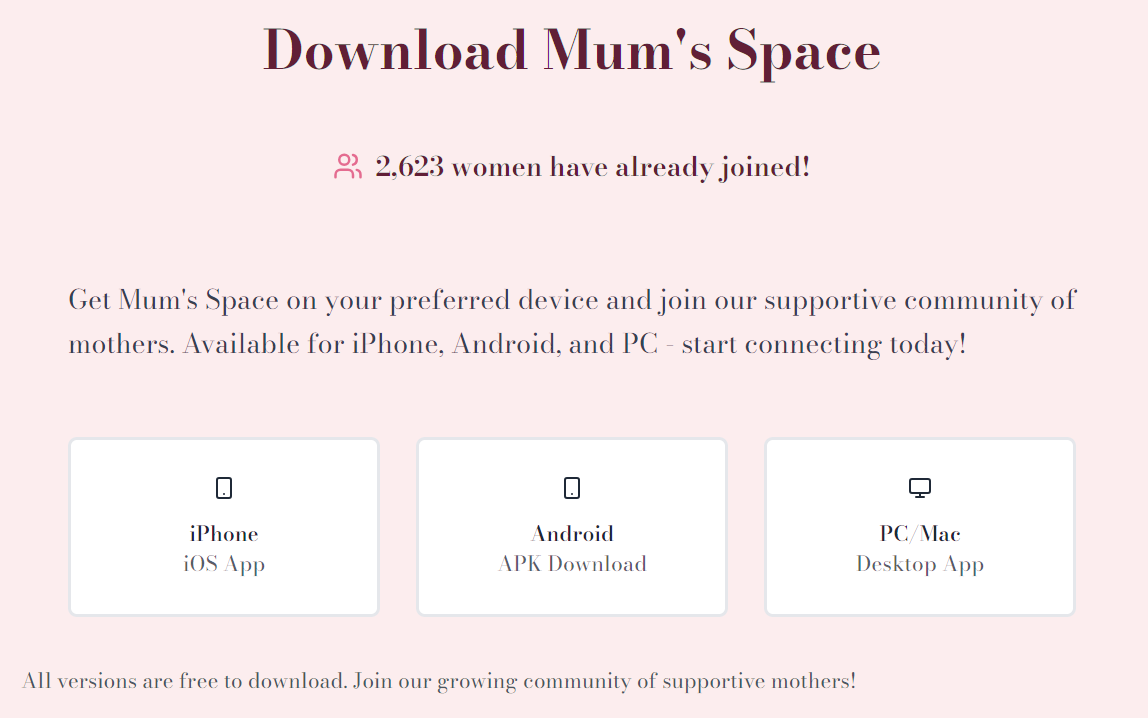 Download Mum's Space
2,623 women have already joined!
Get Mum's Space on your preferred device and join our supportive community of
mothers. Available for iPhone, Android, and PC - start connecting today!
iPhone
iOS App
Android
APK Download
PC/Mac
Desktop App
All versions are free to download. Join our growing community of supportive mothers!